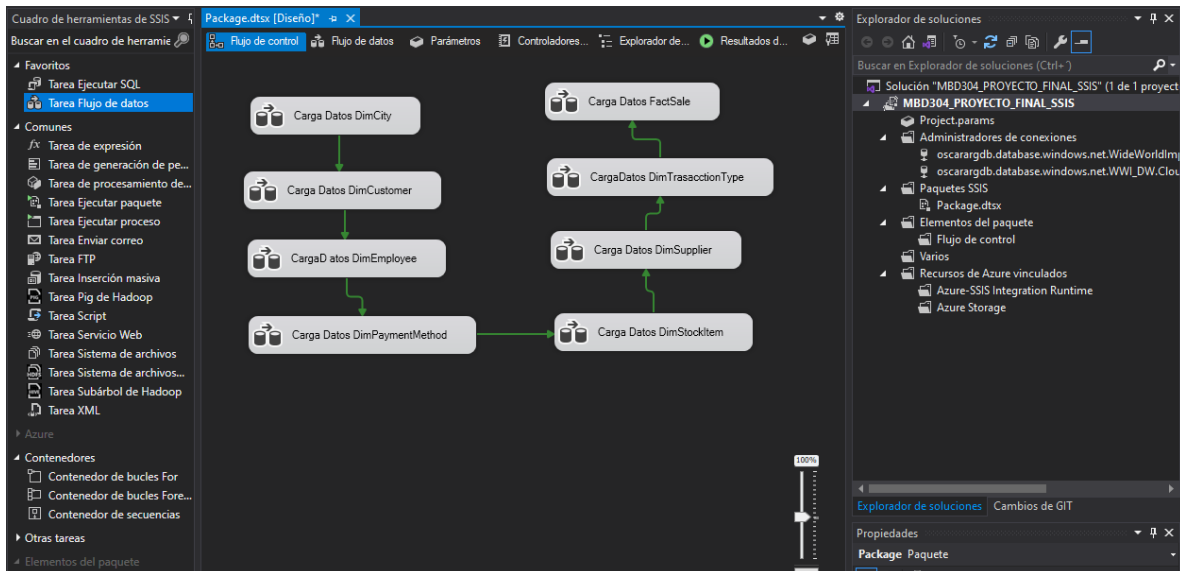 Cuadro de herramientas de SSIS
Buscar en el cuadro de herramie
Favoritos
Tarea Ejecutar SQL
Tarea Flujo de datos
Comunes
fx Tarea de expresión
Tarea de generación de pe...
Tarea de procesamiento de...
Tarea Ejecutar paquete
Tarea Ejecutar proceso
Tarea Enviar correo
Tarea FTP
Tarea Inserción masiva
Tarea Pig de Hadoop
Tarea Script
Tarea Servicio Web
Tarea Sistema de archivos
Tarea Sistema de archivos...
Tarea Subárbol de Hadoop
Tarea XML
Azure
Contenedores
Contenedor de bucles For
Contenedor de bucles Fore...
Contenedor de secuencias
Otras tareas
Elementos del paquete
Package.dtsx [Diseño]*
Flujo de control Flujo de datos Parámetros Controladores... Explorador de... Resultados d...
Carga Datos DimCity
Carga Datos DimCustomer
CargaD atos DimEmployee
Carga Datos DimPaymentMethod
Carga Datos DimStockItem
Carga Datos DimSupplier
CargaDatos DimTrasacctionType
Carga Datos FactSale
100%
Explorador de soluciones
Buscar en Explorador de soluciones (Ctrl+´)
Solución "MBD304_PROYECTO_FINAL_SSIS" (1 de 1 proyect
MBD304_PROYECTO_FINAL_SSIS
Project.params
Administradores de conexiones
oscarargdb.database.windows.net.WideWorldImp
oscarargdb.database.windows.net.WWI_DW.Clou
Paquetes SSIS
Package.dtsx
Elementos del paquete
Flujo de control
Varios
Recursos de Azure vinculados
Azure-SSIS Integration Runtime
Azure Storage
Explorador de soluciones Cambios de GIT
Propiedades
Package Paquete